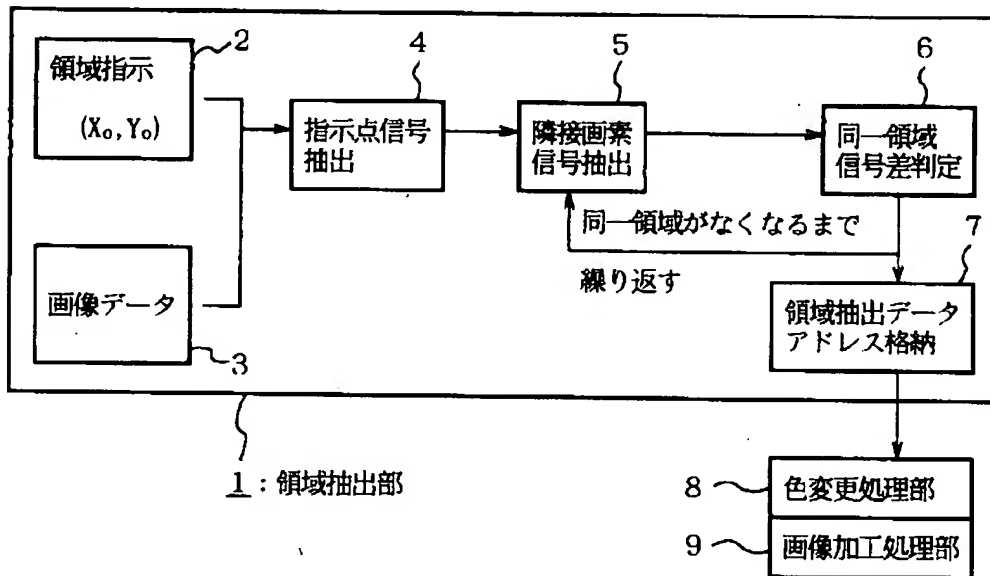 2
領域指示
(X₀, Y₀)
4
指示点信号
抽出
5
隣接画素
信号抽出
6
同一領域
信号差判定
同一領域がなくなるまで
繰り返す
画像データ
3
7
領域抽出データ
アドレス格納
1：領域抽出部
8
色変更処理部
9
画像加工処理部